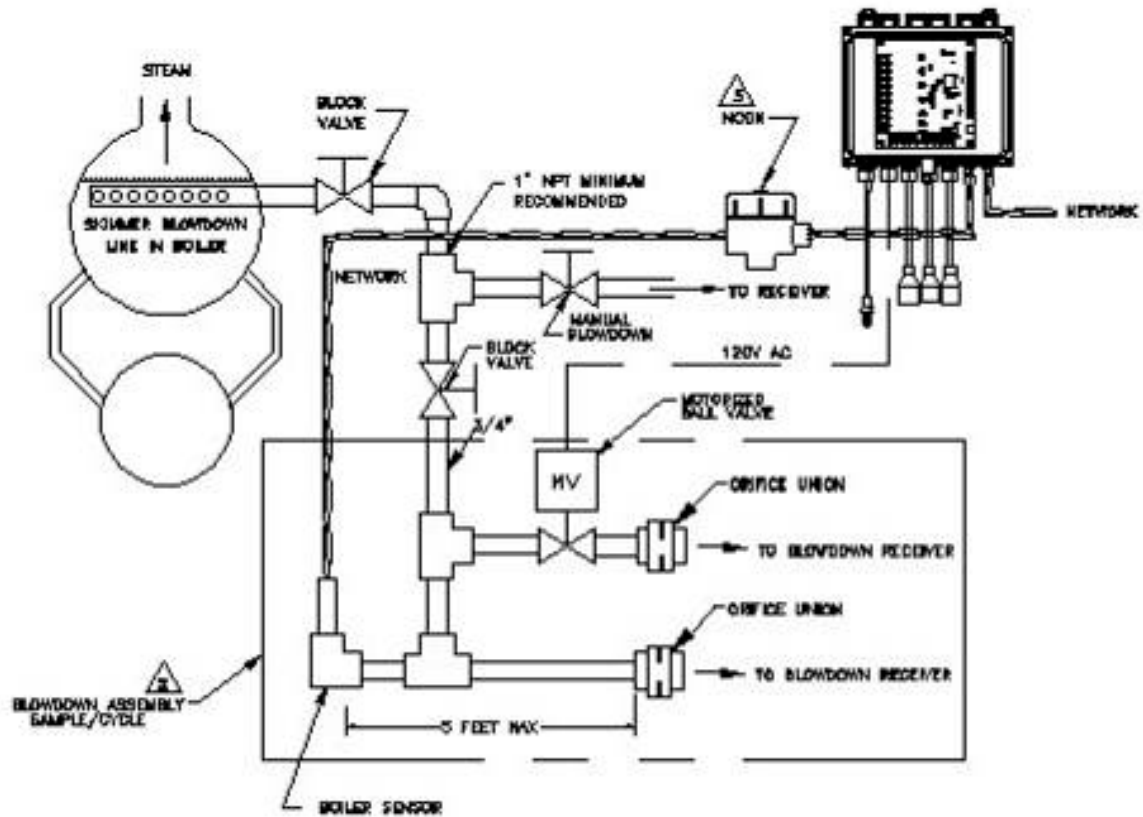 STEAM
BLOCK
VALVE
5
NODE
1" NPT MINIMUM
RECOMMENDED
SKIMMER BLOWDOWN
LINE IN BOILER
NETWORK
NETWORK
TO RECEIVER
MANUAL
BLOWDOWN
BLOCK
VALVE
120V AC
MOTORIZED
BALL VALVE
3/4"
MV
ORIFICE UNION
TO BLOWDOWN RECEIVER
ORIFICE UNION
TO BLOWDOWN RECEIVER
BLOWDOWN ASSEMBLY
SAMPLE/CYCLE
5 FEET MAX
BOILER SENSOR